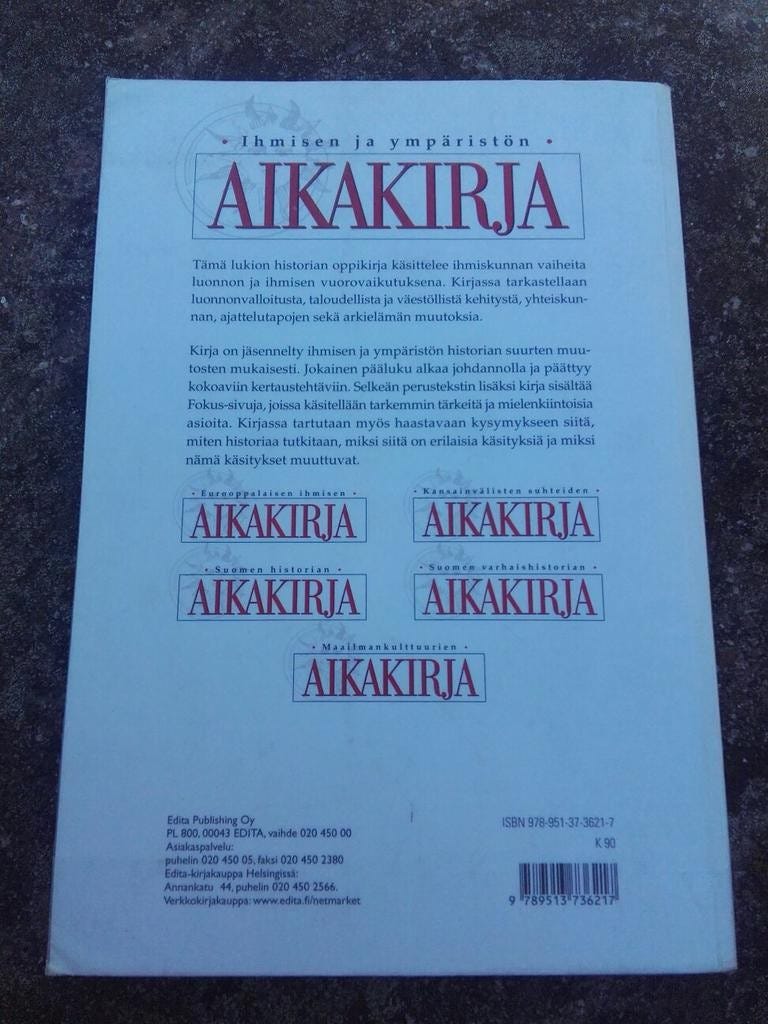 • Ihmisen ja ympäristön •
AIKAKIRJA
Tämä lukion historian oppikirja käsittelee ihmiskunnan vaiheita
luonnon ja ihmisen vuorovaikutuksena. Kirjassa tarkastellaan
luonnonvalloitusta, taloudellista ja väestöllistä kehitystä, yhteiskun-
nan, ajattelutapojen sekä arkielämän muutoksia.
Kirja on jäsennelty ihmisen ja ympäristön historian suurten muu-
tosten mukaisesti. Jokainen pääluku alkaa johdannolla ja päättyy
kokoaviin kertaustehtäviin. Selkeän perustekstin lisäksi kirja sisältää
Fokus-sivuja, joissa käsitellään tarkemmin tärkeitä ja mielenkiintoisia
asioita. Kirjassa tartutaan myös haastavaan kysymykseen siitä,
miten historiaa tutkitaan, miksi siitä on erilaisia käsityksiä ja miksi
nämä käsitykset muuttuvat.
• Eurooppalaisen ihmisen •
AIKAKIRJA
• Kansainvälisten suhteiden •
AIKAKIRJA
• Suomen historian •
AIKAKIRJA
• Suomen varhaishistorian •
AIKAKIRJA
• Maailmankulttuurien •
AIKAKIRJA
Edita Publishing Oy
PL 800, 00043 EDITA, vaihde 020 450 00
Asiakaspalvelu:
puhelin 020 450 05, faksi 020 450 2380
Edita-kirjakauppa Helsingissä:
Annankatu 44, puhelin 020 450 2566.
Verkkokirjakauppa: www.edita.fi/netmarket
ISBN 978-951-37-3621-7
K 90
9 789513 736217